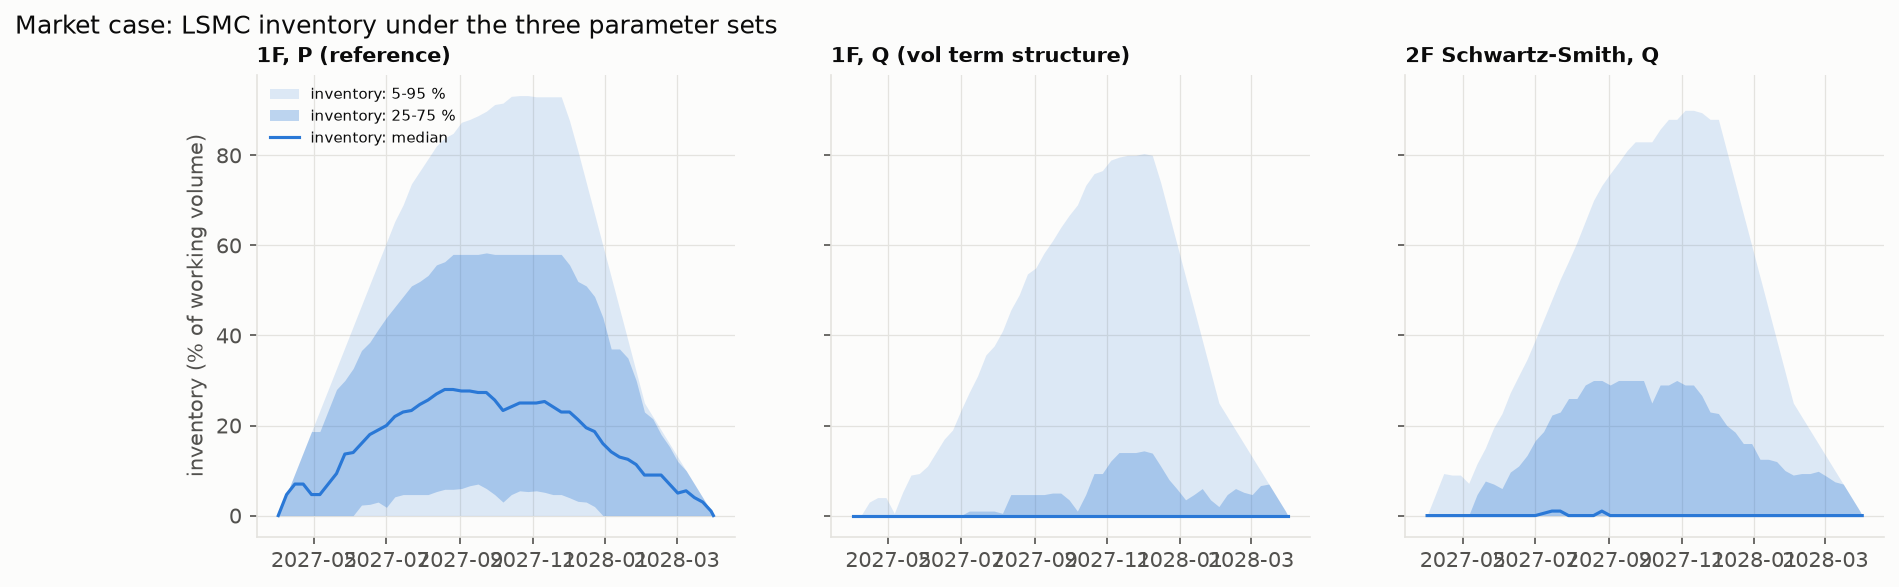 Market case: LSMC inventory under the three parameter sets
1F, P (reference)
1F, Q (vol term structure)
2F Schwartz-Smith, Q
inventory: 5-95 %
inventory: 25-75 %
inventory: median
inventory (% of working volume)
80
60
40
20
0
2027-05 2027-07 2027-09 2027-11 2028-01 2028-03
2027-05 2027-07 2027-09 2027-11 2028-01 2028-03
2027-05 2027-07 2027-09 2027-11 2028-01 2028-03